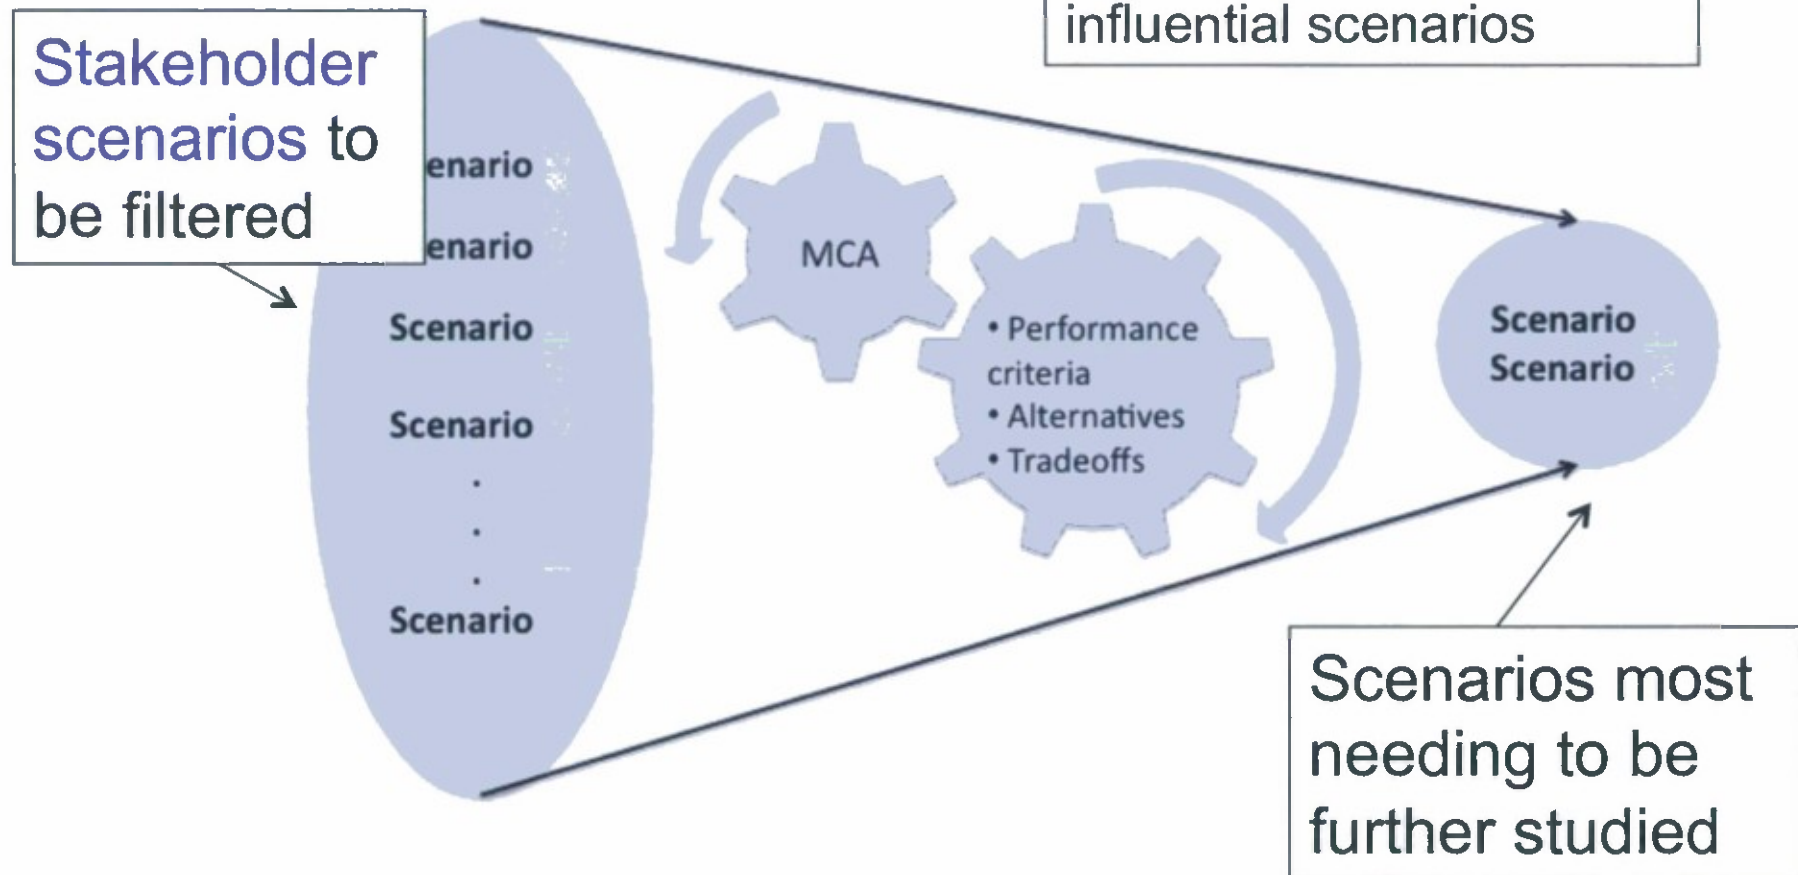 influential scenarios
Stakeholder
scenarios to
be filtered
enario
enario
Scenario
Scenario
.
.
.
Scenario
MCA
• Performance
criteria
• Alternatives
• Tradeoffs
Scenario
Scenario
Scenarios most
needing to be
further studied